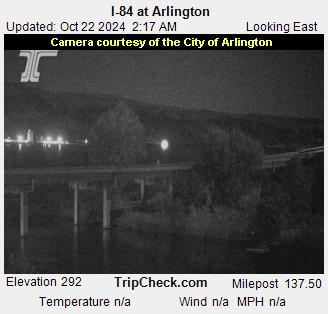 I-84 at Arlington
Updated: Oct 22 2024 2:17 AM Looking East
Camera courtesy of the City of Arlington
Elevation 292 TripCheck.com Milepost 137.50
Temperature n/a Wind n/a MPH n/a